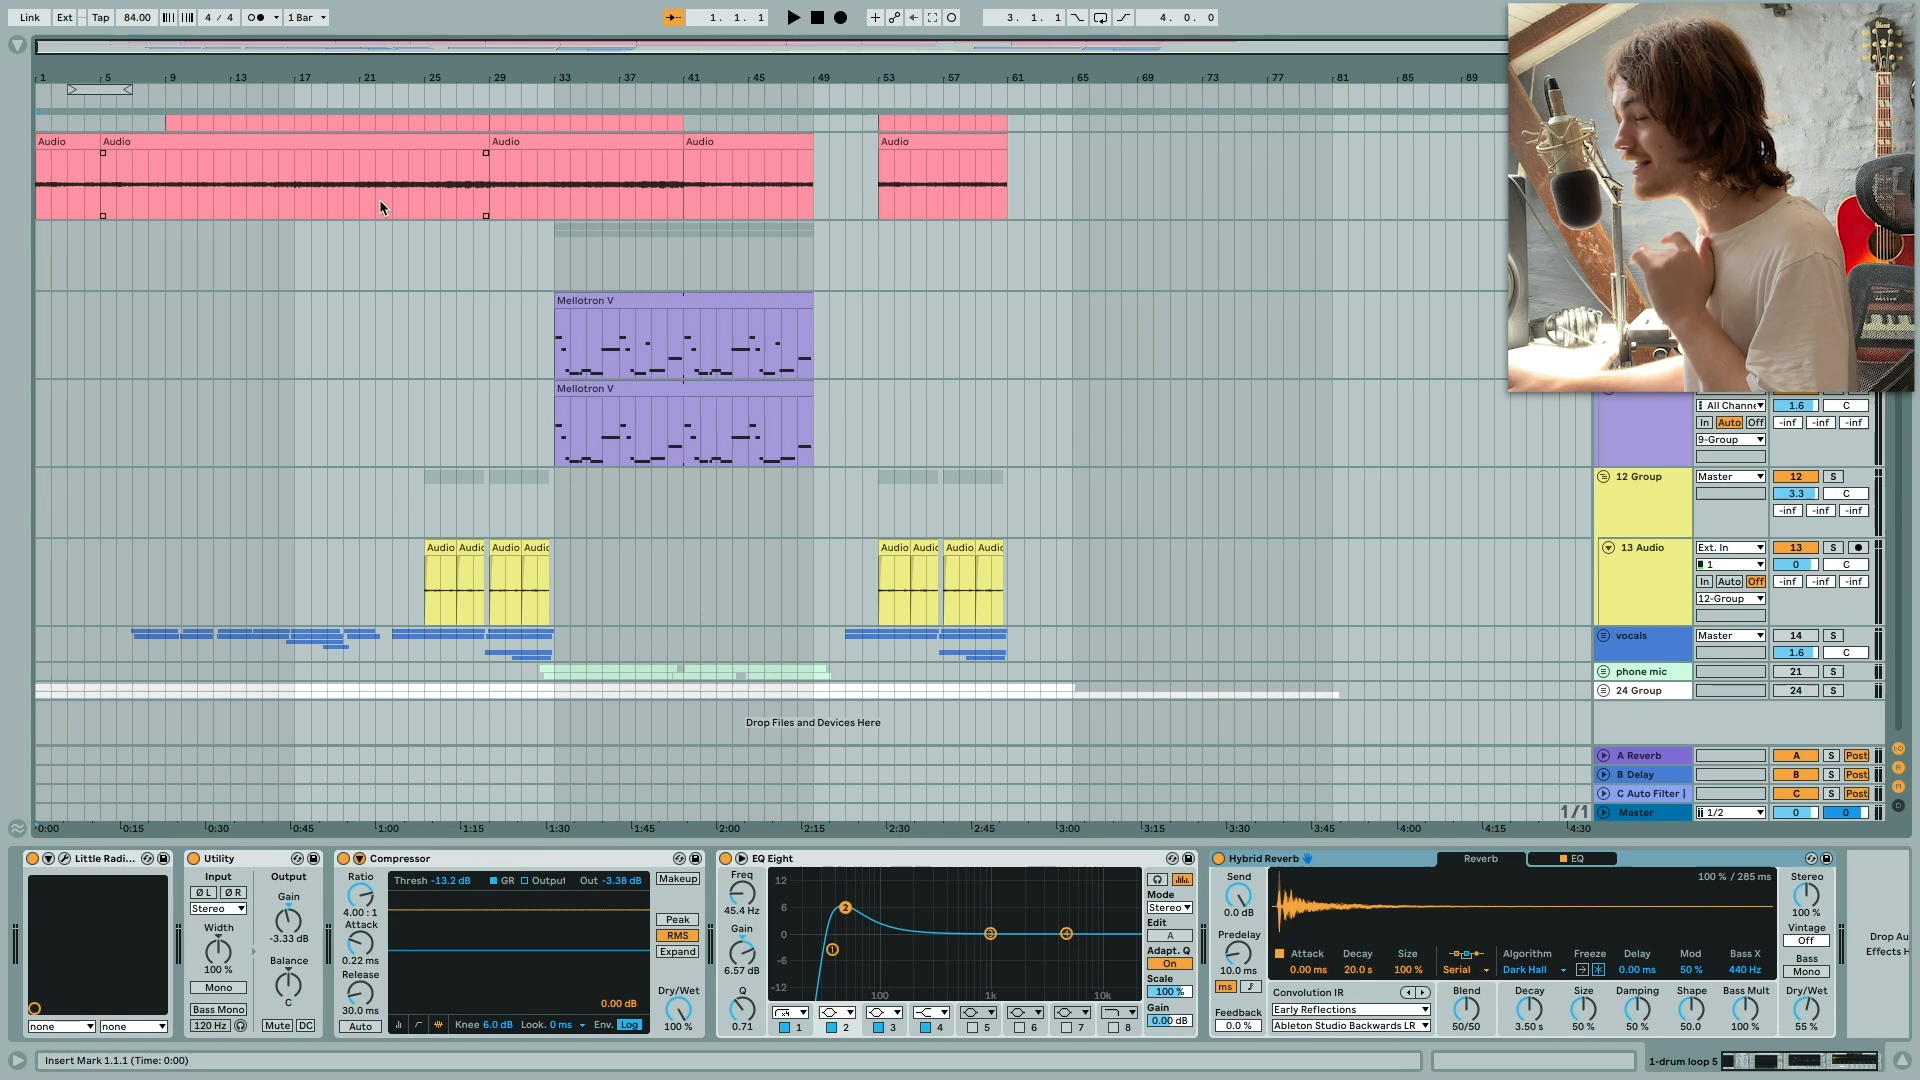 Link Ext Tap 84.00 4 / 4 1 Bar 1. 1. 1 3. 1. 1 4. 0. 0
1 5 9 13 17 21 25 29 33 37 41 45 49 53 57 61 65 69 73 77 81 85 89
Audio Audio Audio Audio Audio
Mellotron V
Mellotron V
All Channe 1.6 C
In Auto Off -inf -inf -inf
9-Group
12 Group Master 12 S
3.3 C
-inf -inf -inf
Audio Audic Audio Audic Audio Audic Audio Audic 13 Audio Ext. In 13 S
1 0 C
In Auto Off -inf -inf -inf
12-Group
vocals Master 14 S
1.6 C
phone mic 21 S
24 Group 24 S
Drop Files and Devices Here
A Reverb A S Post
B Delay B S Post
C Auto Filter | C S Post
1/1 Master 1/2 0 0
0:00 0:15 0:30 0:45 1:00 1:15 1:30 1:45 2:00 2:15 2:30 2:45 3:00 3:15 3:30 3:45 4:00 4:15 4:30
Little Radi...
none none
Utility
Input Output
Ø L Ø R
Stereo
Gain
-3.33 dB
Width
100 %
Balance
C
Mono
Bass Mono
120 Hz Mute DC
Compressor
Ratio
4.00 : 1
Attack
0.22 ms
Release
30.0 ms
Auto
Thresh -13.2 dB GR Output Out -3.38 dB
0.00 dB
Knee 6.0 dB Look. 0 ms Env. Log
Makeup
Peak
RMS
Expand
Dry/Wet
100 %
EQ Eight
Freq
45.4 Hz
Gain
6.57 dB
Q
0.71
12
6
0
-6
-12
1 2 3 4
100 1k 10k
1 2 3 4 5 6 7 8
Mode
Stereo
Edit
A
Adapt. Q
On
Scale
100 %
Gain
0.00 dB
Hybrid Reverb Reverb EQ
Send
0.0 dB
Predelay
10.0 ms
ms
Feedback
0.0 %
100 % / 285 ms
Attack Decay Size Algorithm Freeze Delay Mod Bass X
0.00 ms 20.0 s 100 % Serial Dark Hall 0.00 ms 50 % 440 Hz
Convolution IR
Early Reflections
Ableton Studio Backwards LR
Blend Decay Size Damping Shape Bass Mult
50/50 3.50 s 50 % 50 % 50.0 100 %
Stereo
100 %
Vintage
Off
Bass
Mono
Dry/Wet
55 %
Drop Au
Effects H
Insert Mark 1.1.1 (Time: 0:00)
1-drum loop 5